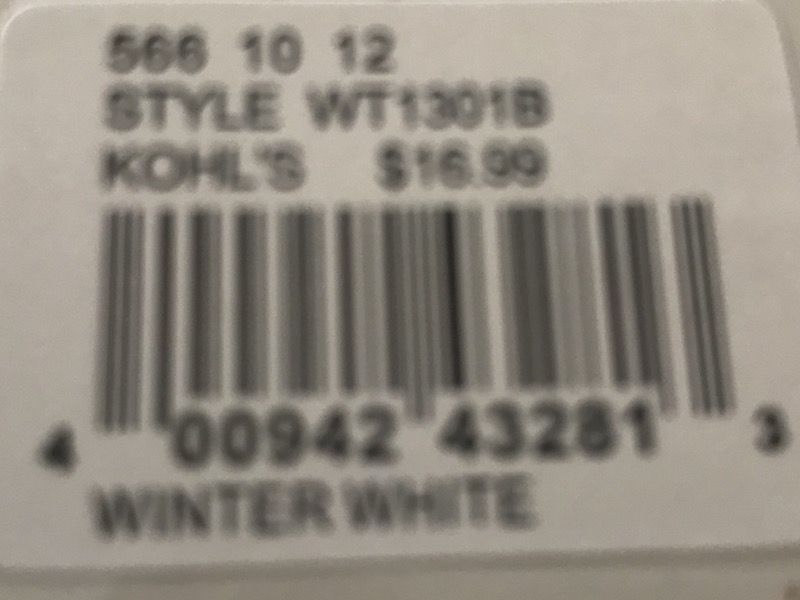 566 10 12
STYLE WT1301B
KOHL'S $16.99
4 00942 43281 3
WINTER WHITE